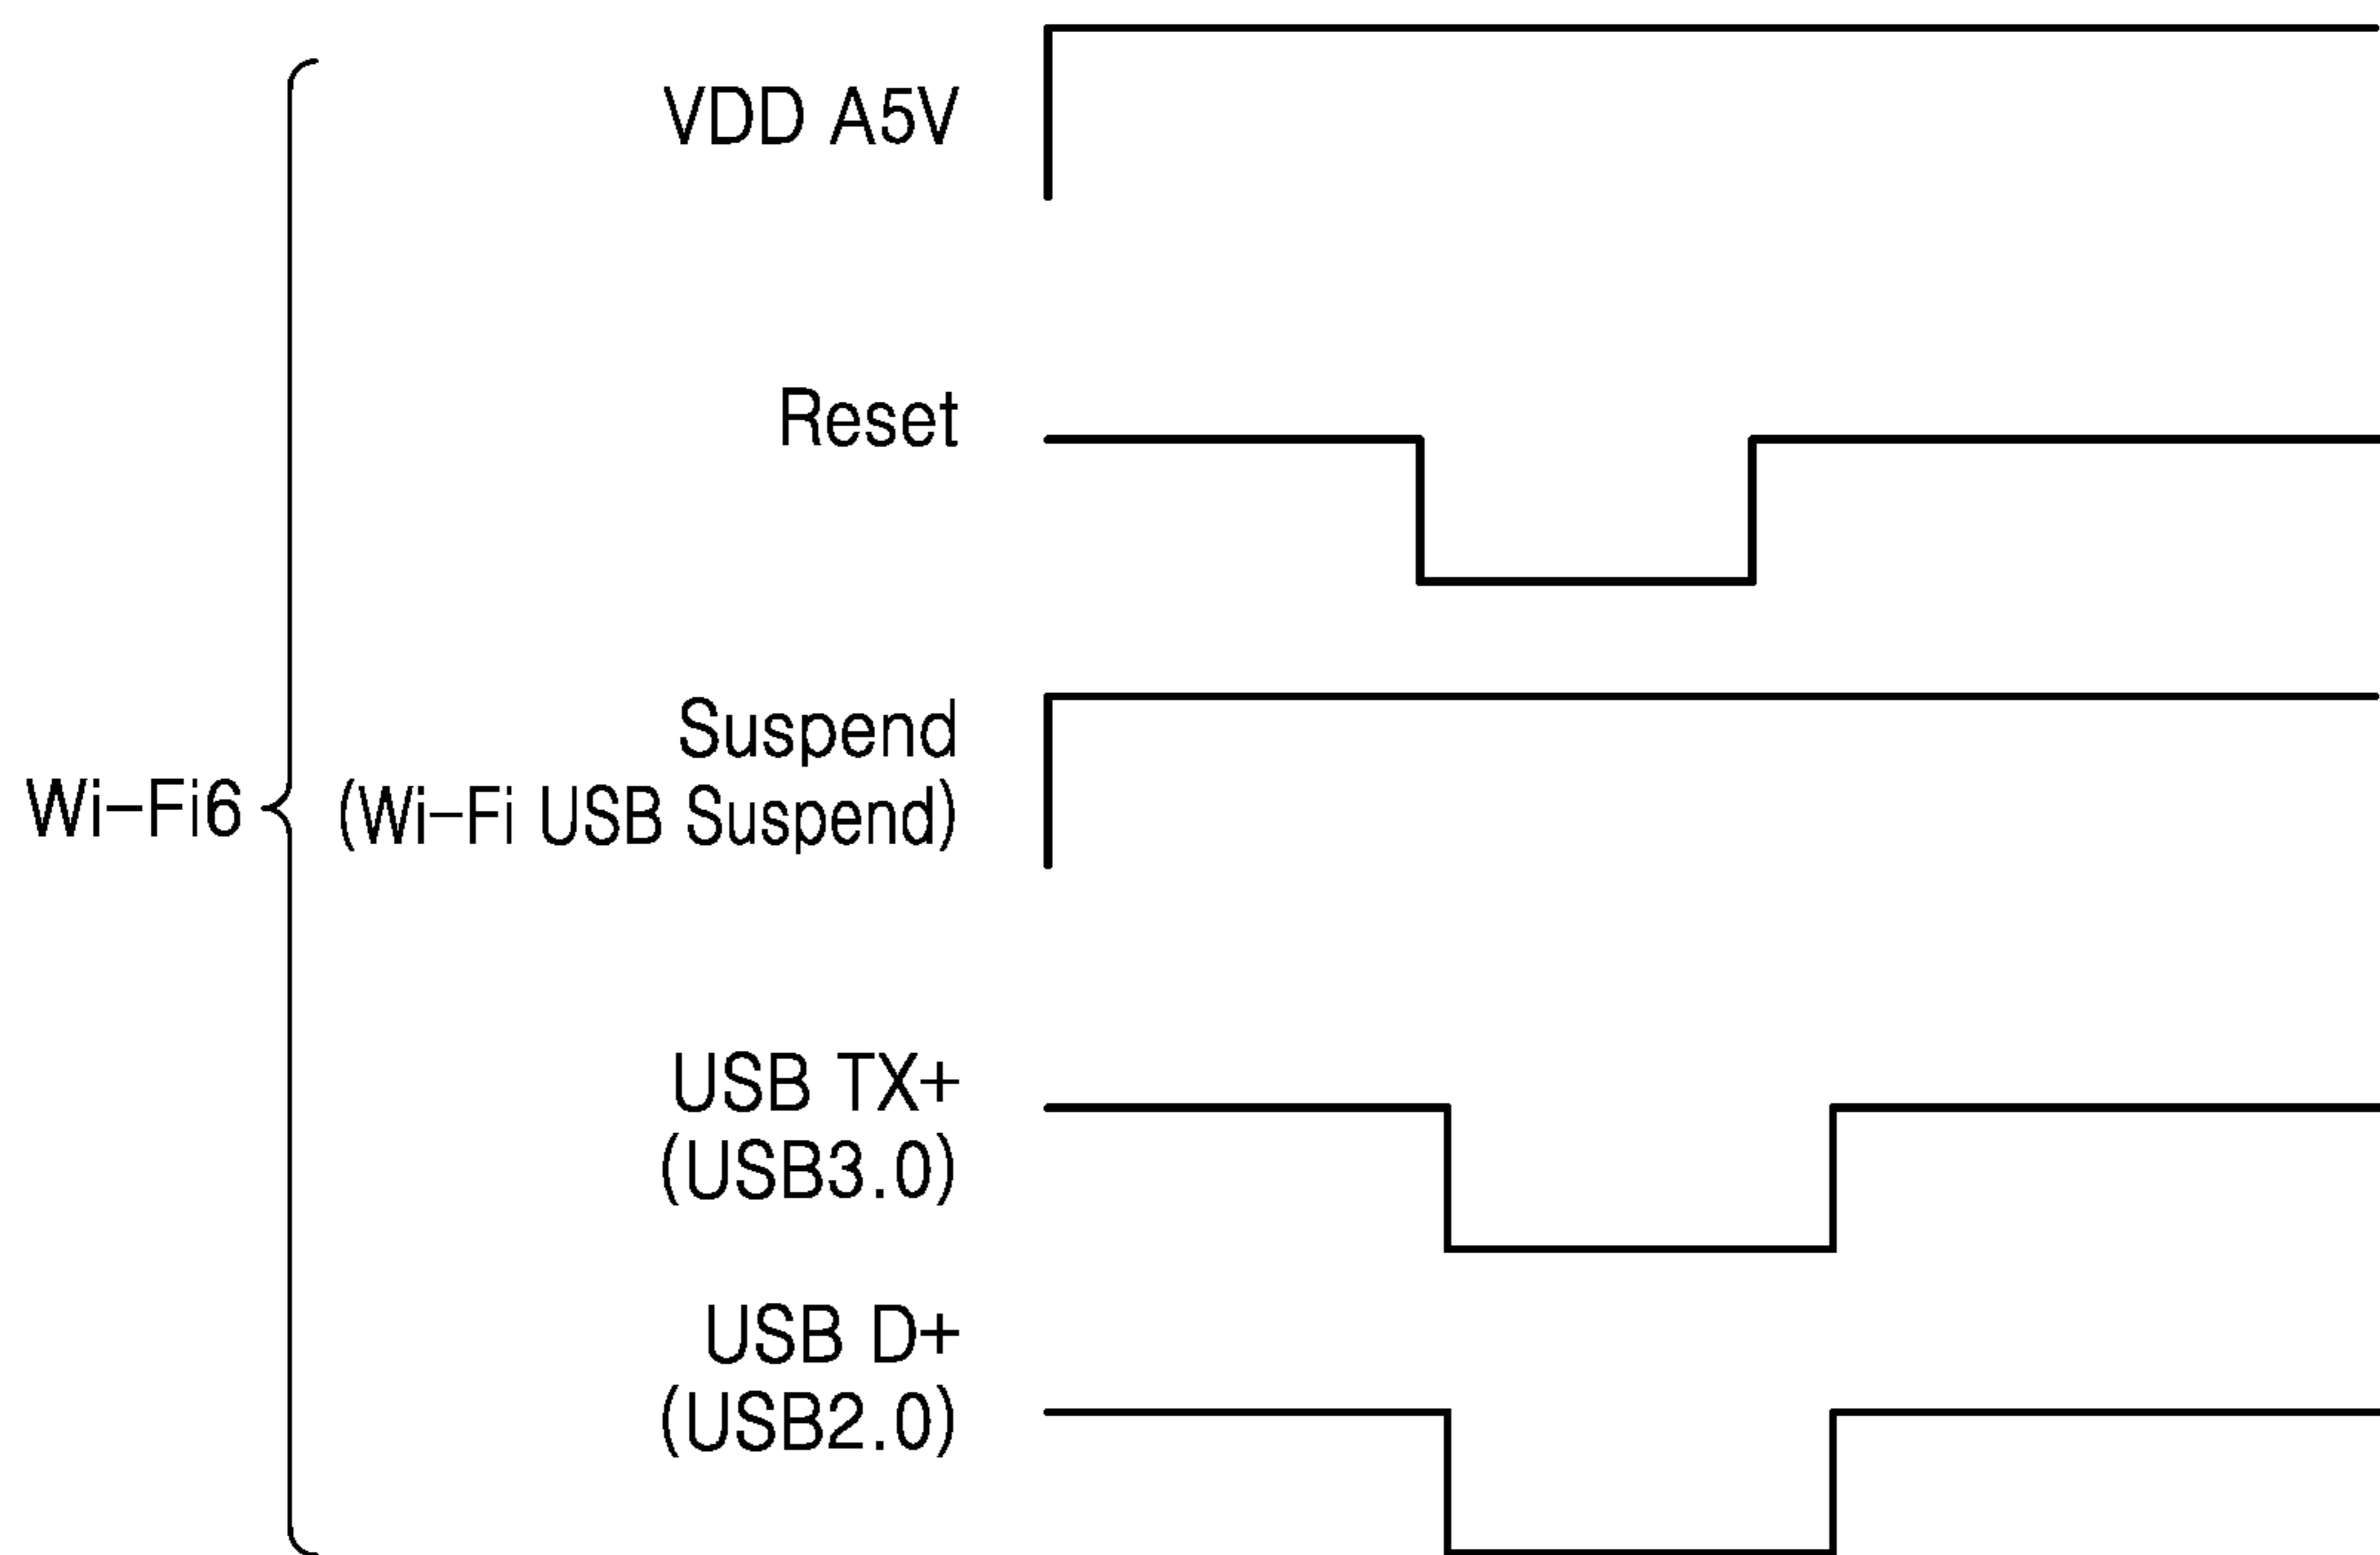 VDD A5V
Reset
Suspend
Wi-Fi6
(Wi-Fi USB Suspend)
USB TX+
(USB3.0)
USB D+
(USB2.0)